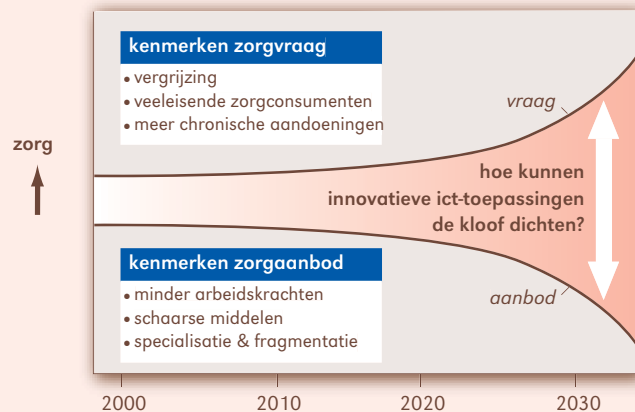 kenmerken zorgvraag
• vergrijzing
• veeleisende zorgconsumenten
• meer chronische aandoeningen
vraag
zorg
hoe kunnen
innovatieve ict-toepassingen
de kloof dichten?
kenmerken zorgaanbod
• minder arbeidskrachten
• schaarse middelen
• specialisatie & fragmentatie
aanbod
2000 2010 2020 2030